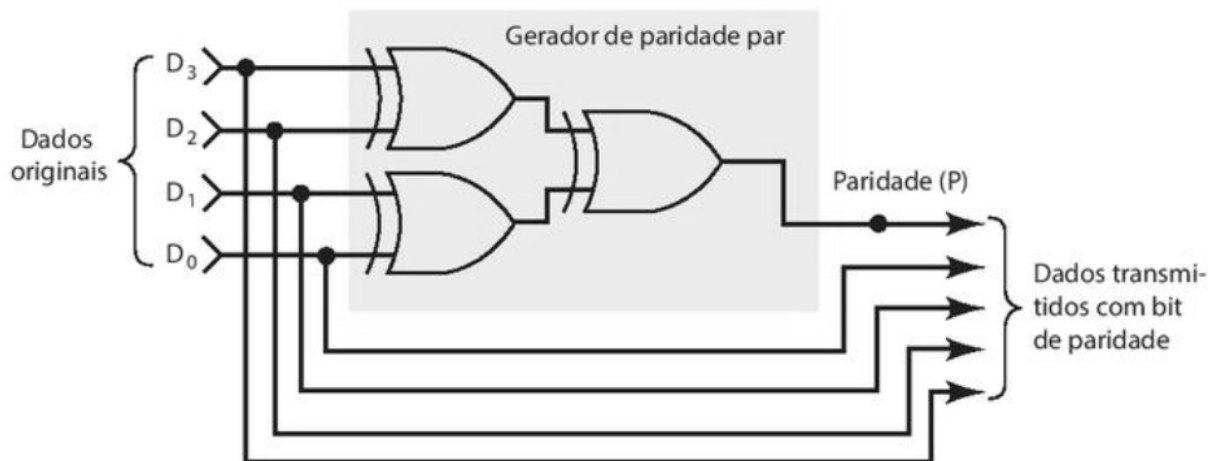 Gerador de paridade par
D₃
D₂
D₁
D₀
Dados
originais
Paridade (P)
Dados transmi-
tidos com bit
de paridade